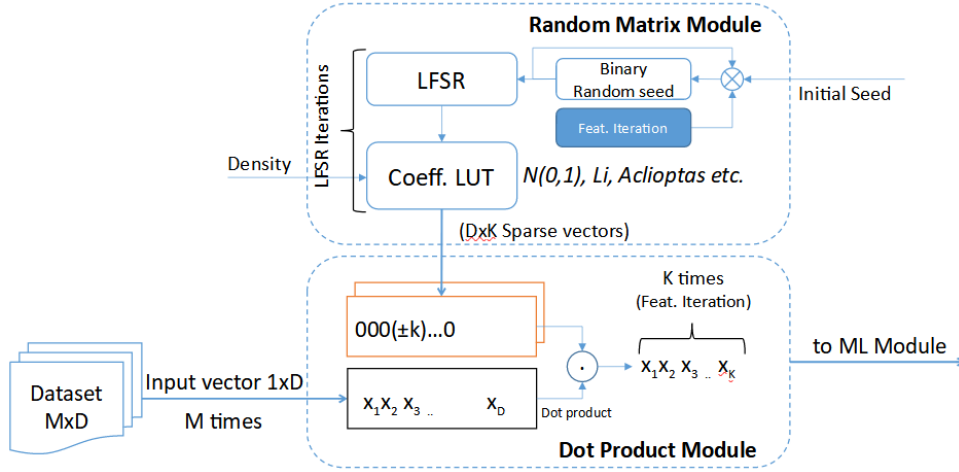 Random Matrix Module
LFSR
Binary
Random seed
Initial Seed
Feat. Iteration
LFSR Iterations
Density
Coeff. LUT
N(0,1), Li, Aclioptas etc.
(DxK Sparse vectors)
K times
(Feat. Iteration)
000(±k)...0
x₁x₂ x₃ .. x_K
to ML Module
Dataset
MxD
Input vector 1xD
M times
x₁x₂ x₃ .. x_D
.
Dot product
Dot Product Module